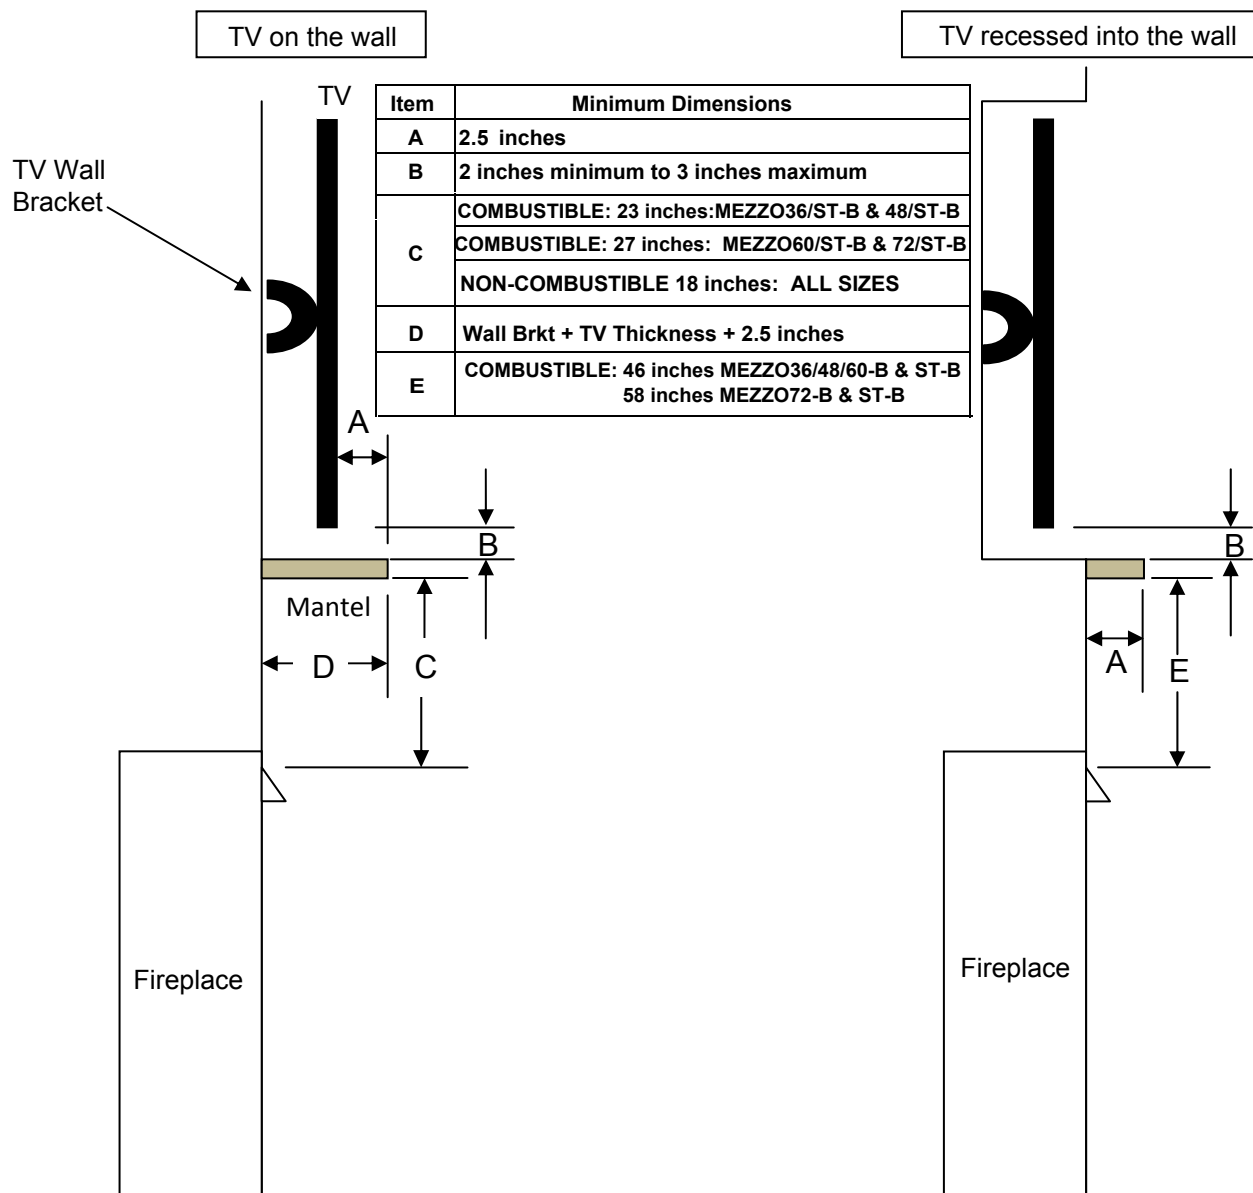 TV on the wall
TV recessed into the wall
TV
TV Wall
Bracket
Item Minimum Dimensions
A 2.5 inches
B 2 inches minimum to 3 inches maximum
C
COMBUSTIBLE: 23 inches:MEZZO36/ST-B & 48/ST-B
COMBUSTIBLE: 27 inches: MEZZO60/ST-B & 72/ST-B
NON-COMBUSTIBLE 18 inches: ALL SIZES
D Wall Brkt + TV Thickness + 2.5 inches
E COMBUSTIBLE: 46 inches MEZZO36/48/60-B & ST-B
58 inches MEZZO72-B & ST-B
A
B
B
Mantel
D
C
A
E
Fireplace
Fireplace